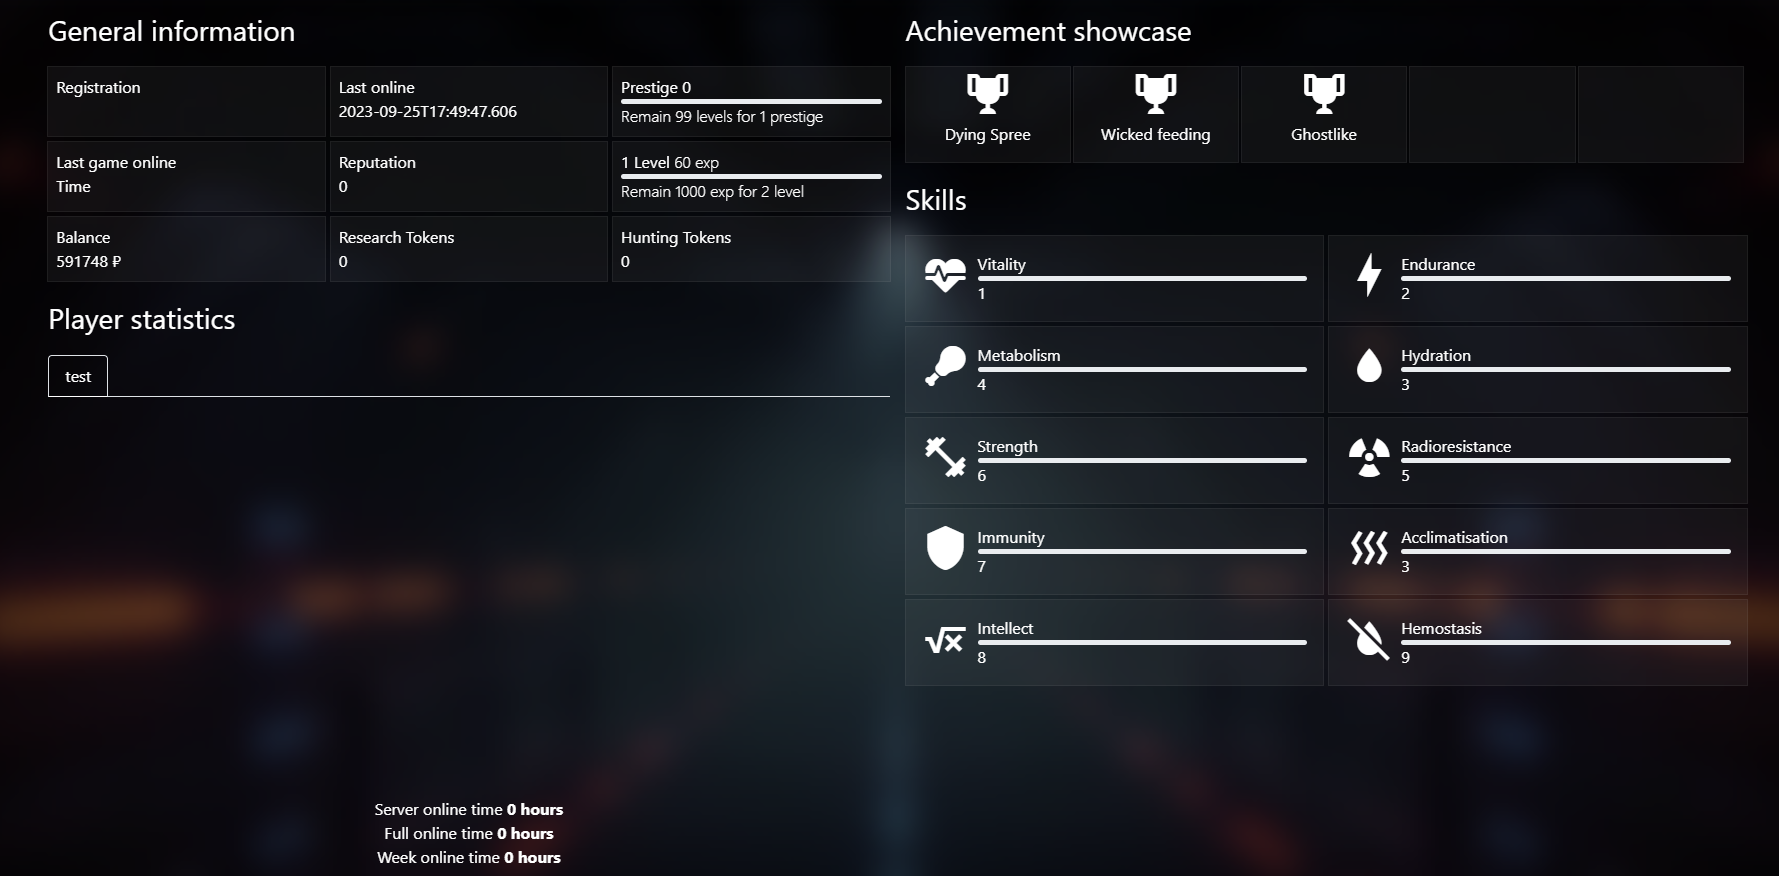 General information
Registration
Last online
2023-09-25T17:49:47.606
Prestige 0
Remain 99 levels for 1 prestige
Last game online
Time
Reputation
0
1 Level 60 exp
Remain 1000 exp for 2 level
Balance
591748 ₽
Research Tokens
0
Hunting Tokens
0
Player statistics
test
Server online time 0 hours
Full online time 0 hours
Week online time 0 hours
Achievement showcase
Dying Spree
Wicked feeding
Ghostlike
Skills
Vitality
1
Endurance
2
Metabolism
4
Hydration
3
Strength
6
Radioresistance
5
Immunity
7
Acclimatisation
3
Intellect
8
Hemostasis
9